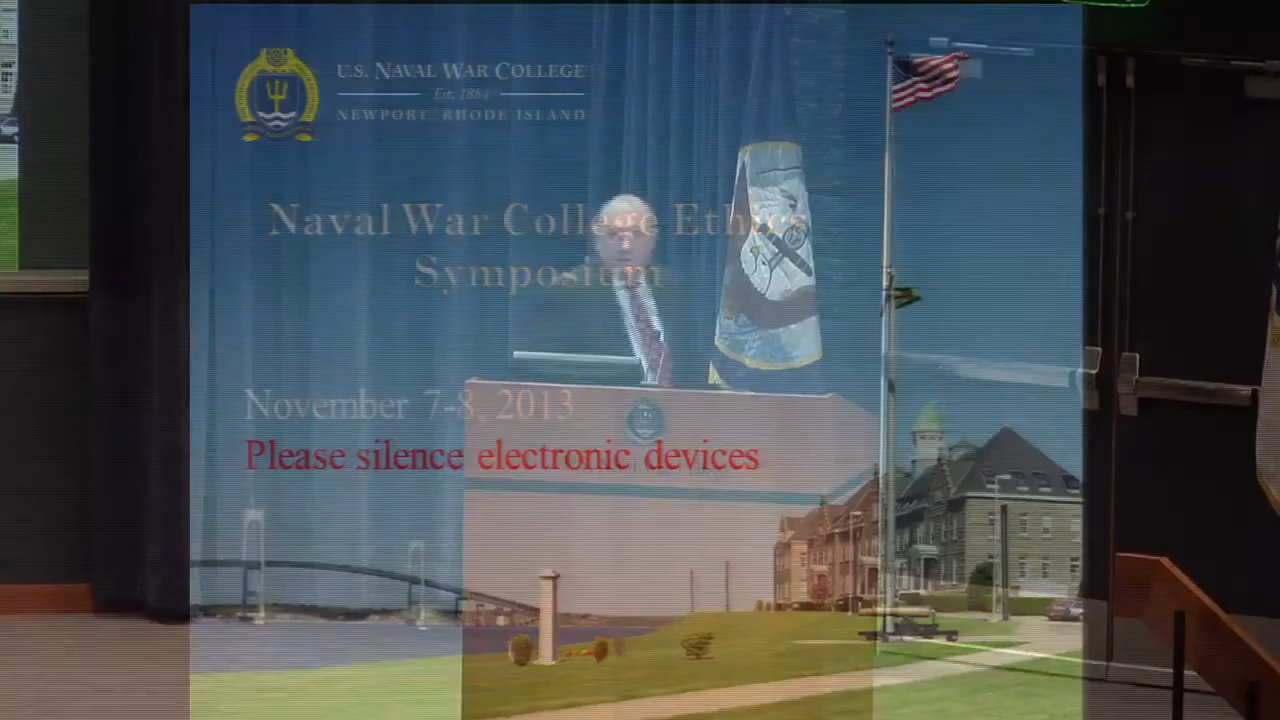 U.S. NAVAL WAR COLLEGE
Est. 1884
NEWPORT, RHODE ISLAND
Naval War College Ethics
Symposium
November 7-8, 2013
Please silence electronic devices